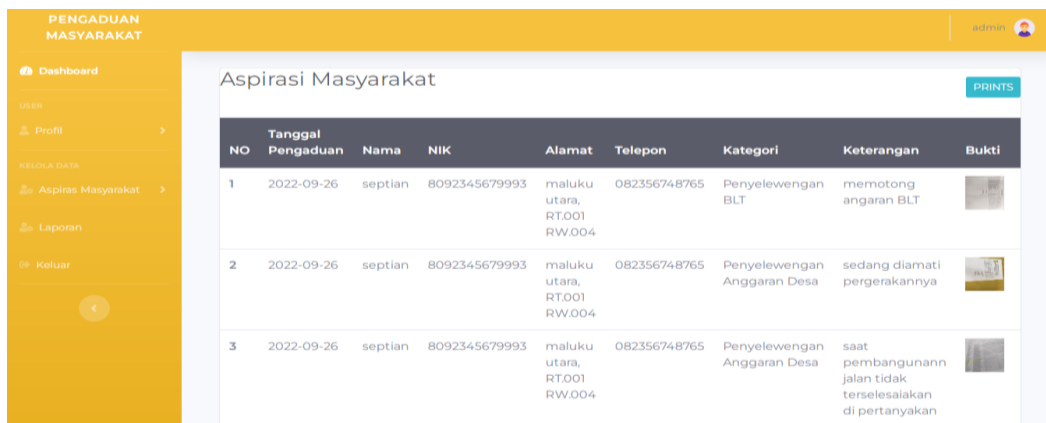 PENGADUAN
MASYARAKAT
admin
Dashboard
USER
Profil
KELOLA DATA
Aspiras Masyarakat
Laporan
Keluar
Aspirasi Masyarakat
PRINTS
NO Tanggal Pengaduan Nama NIK Alamat Telepon Kategori Keterangan Bukti
1 2022-09-26 septian 8092345679993 maluku 082356748765 Penyelewengan memotong
utara, BLT angaran BLT
RT.001
RW.004
2 2022-09-26 septian 8092345679993 maluku 082356748765 Penyelewengan sedang diamati
utara, Anggaran Desa pergerakannya
RT.001
RW.004
3 2022-09-26 septian 8092345679993 maluku 082356748765 Penyelewengan saat
utara, Anggaran Desa pembangunann
RT.001 jalan tidak
RW.004 terselesaiakan
di pertanyakan